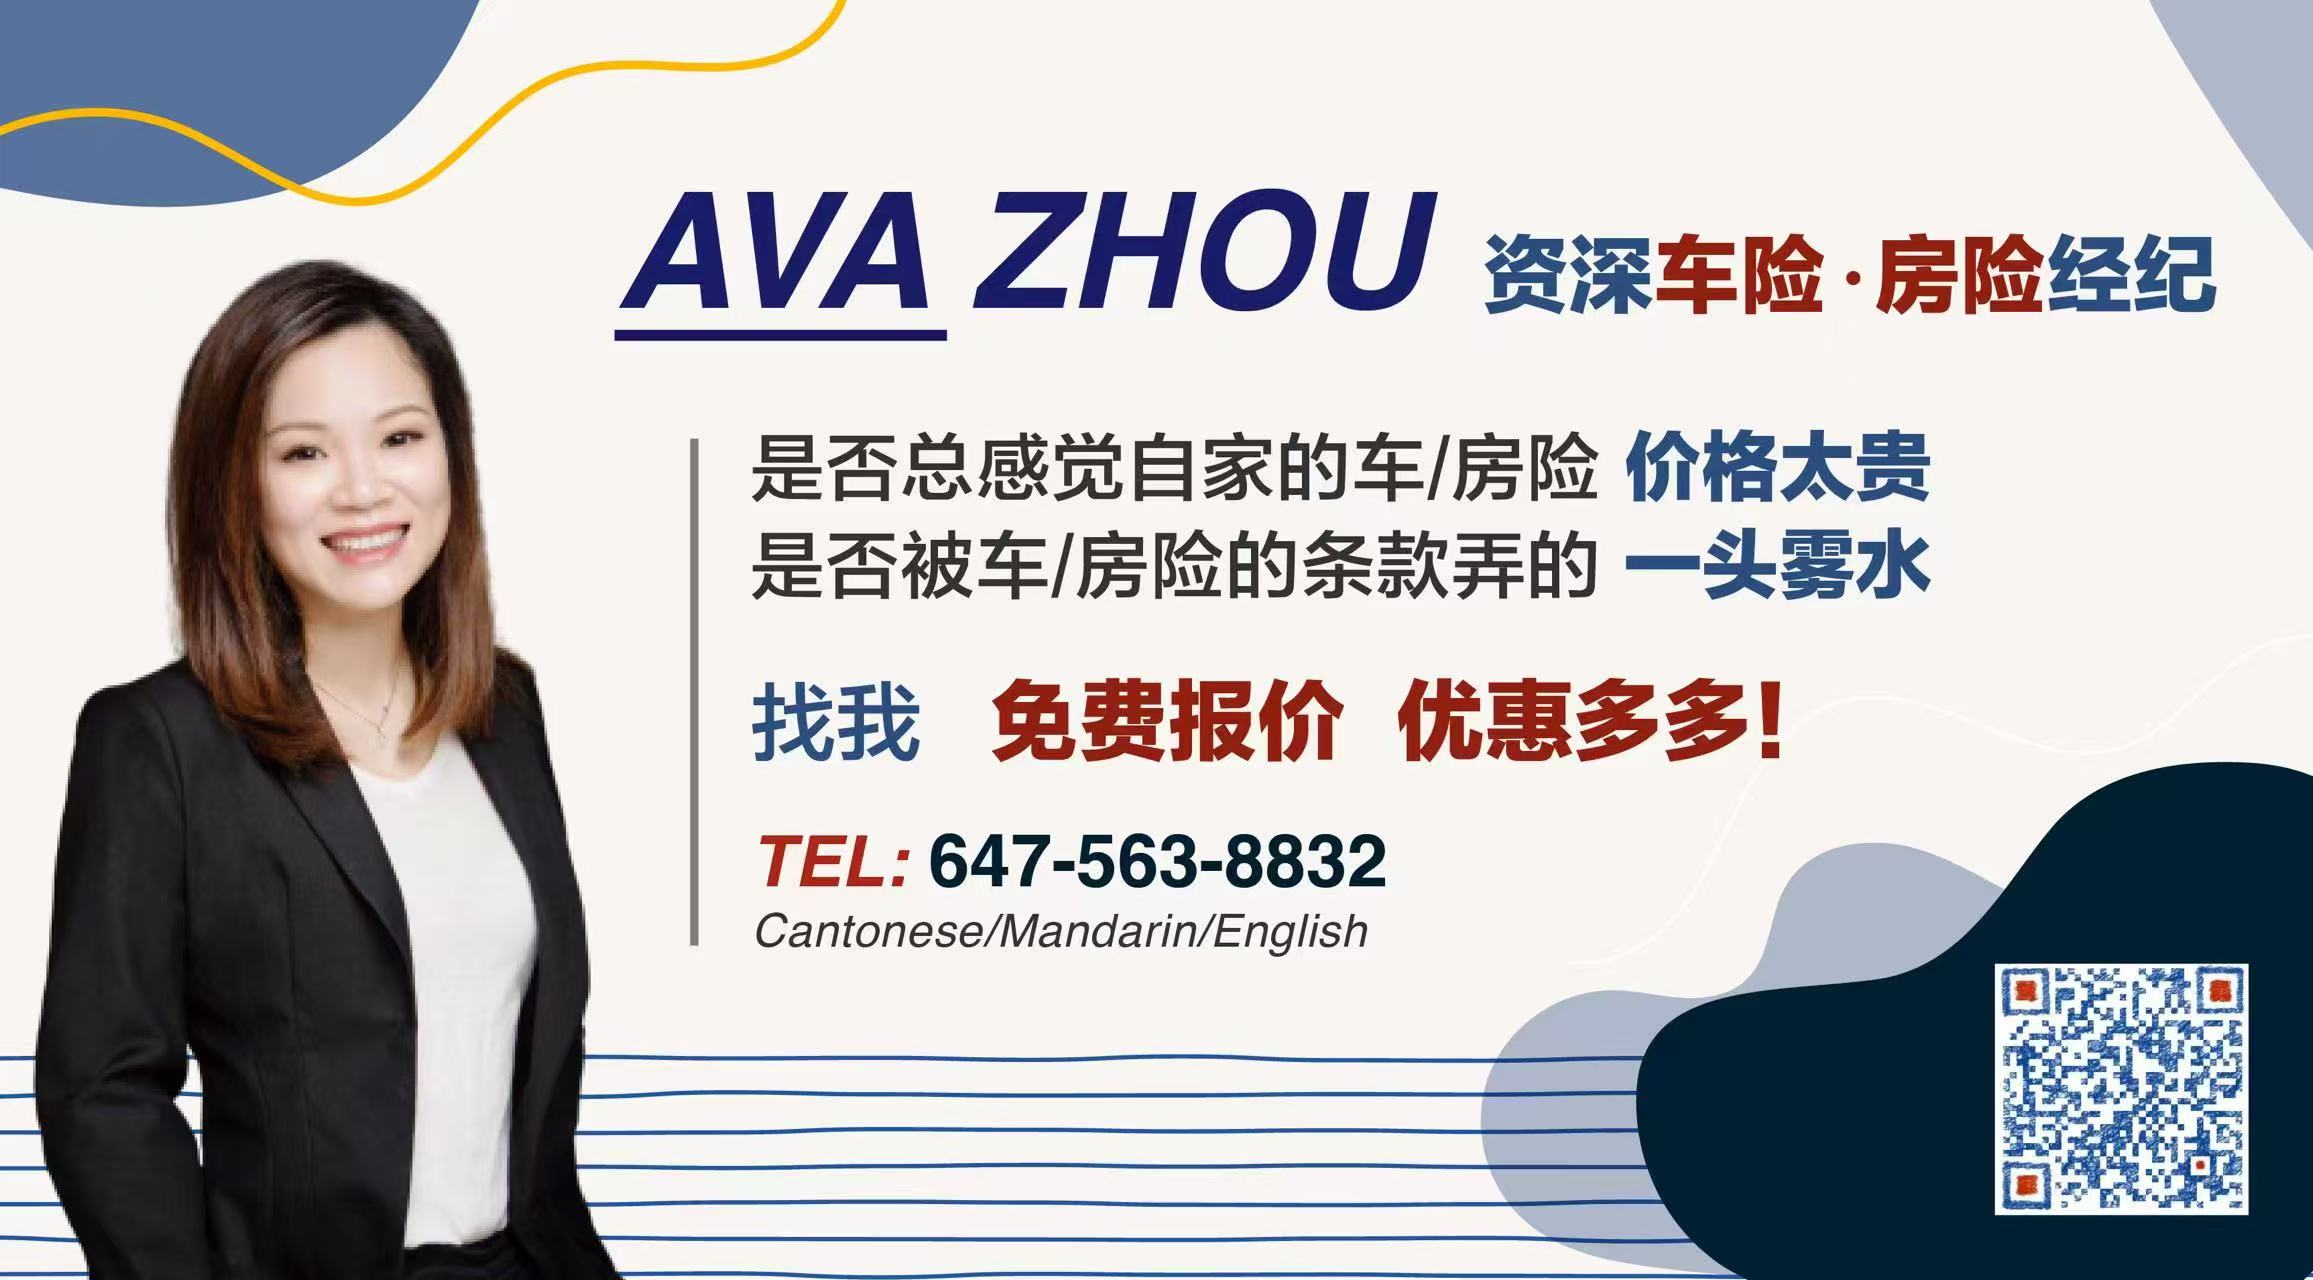 AVA ZHOU 资深车险·房险经纪
是否总感觉自家的车/房险 价格太贵
是否被车/房险的条款弄的 一头雾水
找我 免费报价 优惠多多!
TEL: 647-563-8832
Cantonese/Mandarin/English